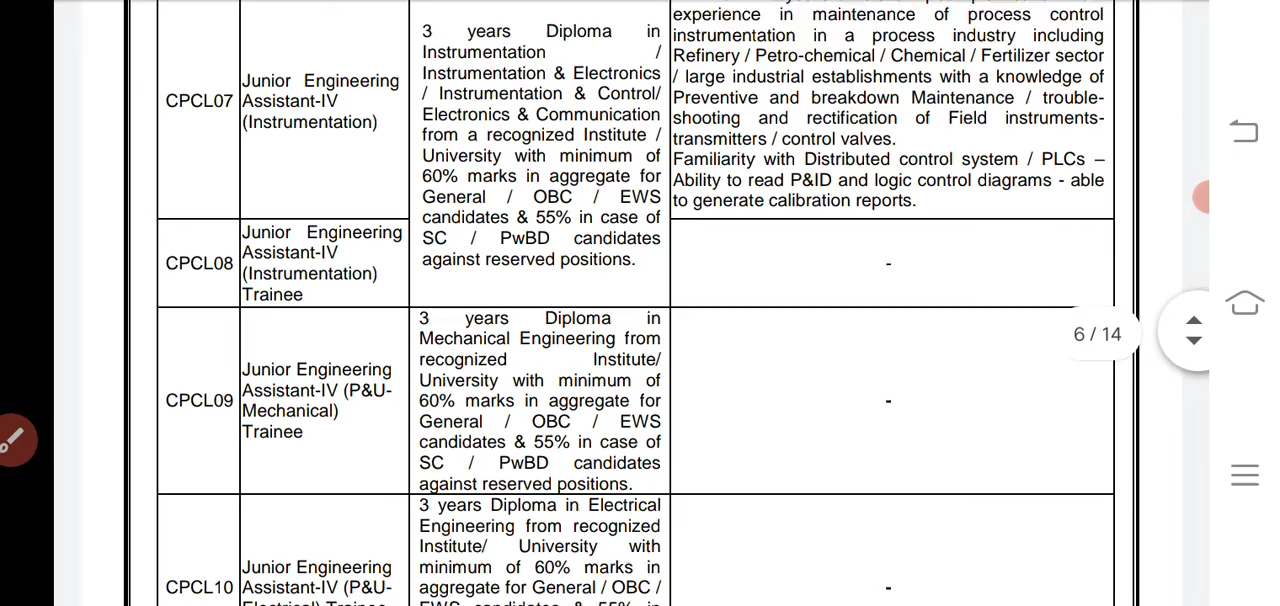 experience in maintenance of process control
instrumentation in a process industry including
Refinery / Petro-chemical / Chemical / Fertilizer sector
/ large industrial establishments with a knowledge of
Preventive and breakdown Maintenance / trouble-
shooting and rectification of Field instruments-
transmitters / control valves.
Familiarity with Distributed control system / PLCs –
Ability to read P&ID and logic control diagrams - able
to generate calibration reports.
CPCL07
Junior Engineering
Assistant-IV
(Instrumentation)
3 years Diploma in
Instrumentation /
Instrumentation & Electronics
/ Instrumentation & Control/
Electronics & Communication
from a recognized Institute /
University with minimum of
60% marks in aggregate for
General / OBC / EWS
candidates & 55% in case of
SC / PwBD candidates
against reserved positions.
CPCL08
Junior Engineering
Assistant-IV
(Instrumentation)
Trainee
-
CPCL09
Junior Engineering
Assistant-IV (P&U-
Mechanical)
Trainee
3 years Diploma in
Mechanical Engineering from
recognized Institute/
University with minimum of
60% marks in aggregate for
General / OBC / EWS
candidates & 55% in case of
SC / PwBD candidates
against reserved positions.
-
6 / 14
CPCL10
Junior Engineering
Assistant-IV (P&U-
Electrical) Trainee
3 years Diploma in Electrical
Engineering from recognized
Institute/ University with
minimum of 60% marks in
aggregate for General / OBC /
EWS candidates & 55% in
-